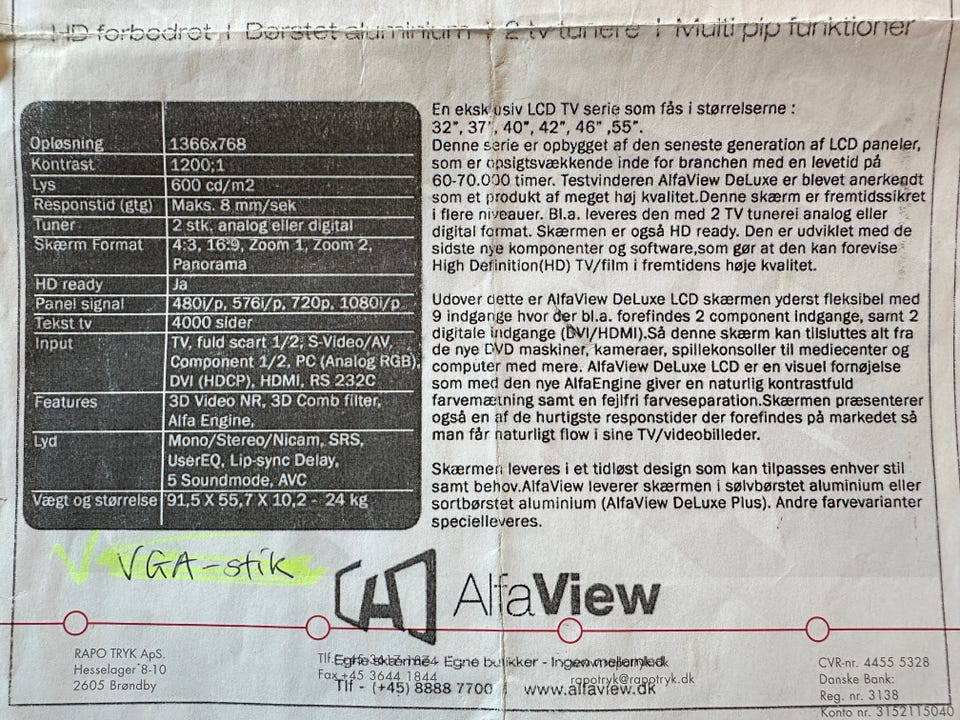 HD forbedret I Børstet aluminium I 2 tv tunere I Multi pip funktioner
Opløsning 1366x768
Kontrast 1200;1
Lys 600 cd/m2
Responstid (gtg) Maks. 8 mm/sek
Tuner 2 stk, analog eller digital
Skærm Format 4:3, 16:9, Zoom 1, Zoom 2,
Panorama
HD ready Ja
Panel signal 480i/p, 576i/p, 720p, 1080i/p
Tekst tv 4000 sider
Input TV, fuld scart 1/2, S-Video/AV,
Component 1/2, PC (Analog RGB),
DVI (HDCP), HDMI, RS 232C
Features 3D Video NR, 3D Comb filter,
Alfa Engine,
Lyd Mono/Stereo/Nicam, SRS,
UserEQ, Lip-sync Delay,
5 Soundmode, AVC
Vægt og størrelse 91,5 X 55,7 X 10,2 - 24 kg
En eksklusiv LCD TV serie som fås i størrelserne :
32”, 37”, 40”, 42”, 46” ,55”.
Denne serie er opbygget af den seneste generation af LCD paneler,
som er opsigtsvækkende inde for branchen med en levetid på
60-70.000 timer. Testvinderen AlfaView DeLuxe er blevet anerkendt
som et produkt af meget høj kvalitet.Denne skærm er fremtidssikret
i flere niveauer. Bl.a. leveres den med 2 TV tunerei analog eller
digital format. Skærmen er også HD ready. Den er udviklet med de
sidste nye komponenter og software,som gør at den kan forevise
High Definition(HD) TV/film i fremtidens høje kvalitet.
Udover dette er AlfaView DeLuxe LCD skærmen yderst fleksibel med
9 indgange hvor der bl.a. forefindes 2 component indgange, samt 2
digitale indgange (DVI/HDMI).Så denne skærm kan tilsluttes alt fra
de nye DVD maskiner, kameraer, spillekonsoller til mediecenter og
computer med mere. AlfaView DeLuxe LCD er en visuel fornøjelse
som med den nye AlfaEngine giver en naturlig kontrastfuld
farvemætning samt en fejlfri farveseparation.Skærmen præsenterer
også en af de hurtigste responstider der forefindes på markedet så
man får naturligt flow i sine TV/videobilleder.
Skærmen leveres i et tidløst design som kan tilpasses enhver stil
samt behov.AlfaView leverer skærmen i sølvbørstet aluminium eller
sortbørstet aluminium (AlfaView DeLuxe Plus). Andre farvevarianter
specielleveres.
V VGA-stik
AlfaView
RAPO TRYK ApS.
Hesselager 8-10
2605 Brøndby
Egne skærme - Egne butikker - Ingen mellemled
Fax +45 3644 1844
rapotryk@rapotryk.dk
Tlf - (+45) 8888 7700 I www.alfaview.dk
CVR-nr. 4455 5328
Danske Bank:
Reg. nr. 3138
Konto nr. 3152115040